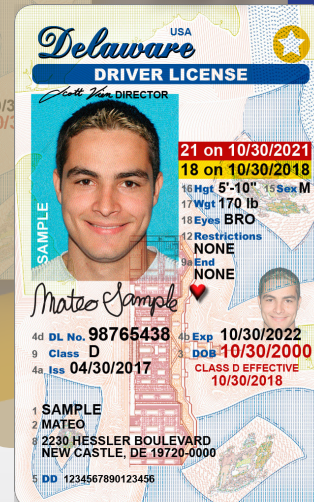 Delaware USA
DRIVER LICENSE
Scott Vien DIRECTOR
SAMPLE
21 on 10/30/2021
18 on 10/30/2018
16 Hgt 5'-10" 15 Sex M
17 Wgt 170 lb
18 Eyes BRO
12 Restrictions
NONE
9a End
NONE
Mateo Sample
4d DL No. 98765438 4b Exp 10/30/2022
9 Class D 3 DOB 10/30/2000
4a Iss 04/30/2017 CLASS D EFFECTIVE
10/30/2018
1 SAMPLE
2 MATEO
8 2230 HESSLER BOULEVARD
NEW CASTLE, DE 19720-0000
5 DD 1234567890123456